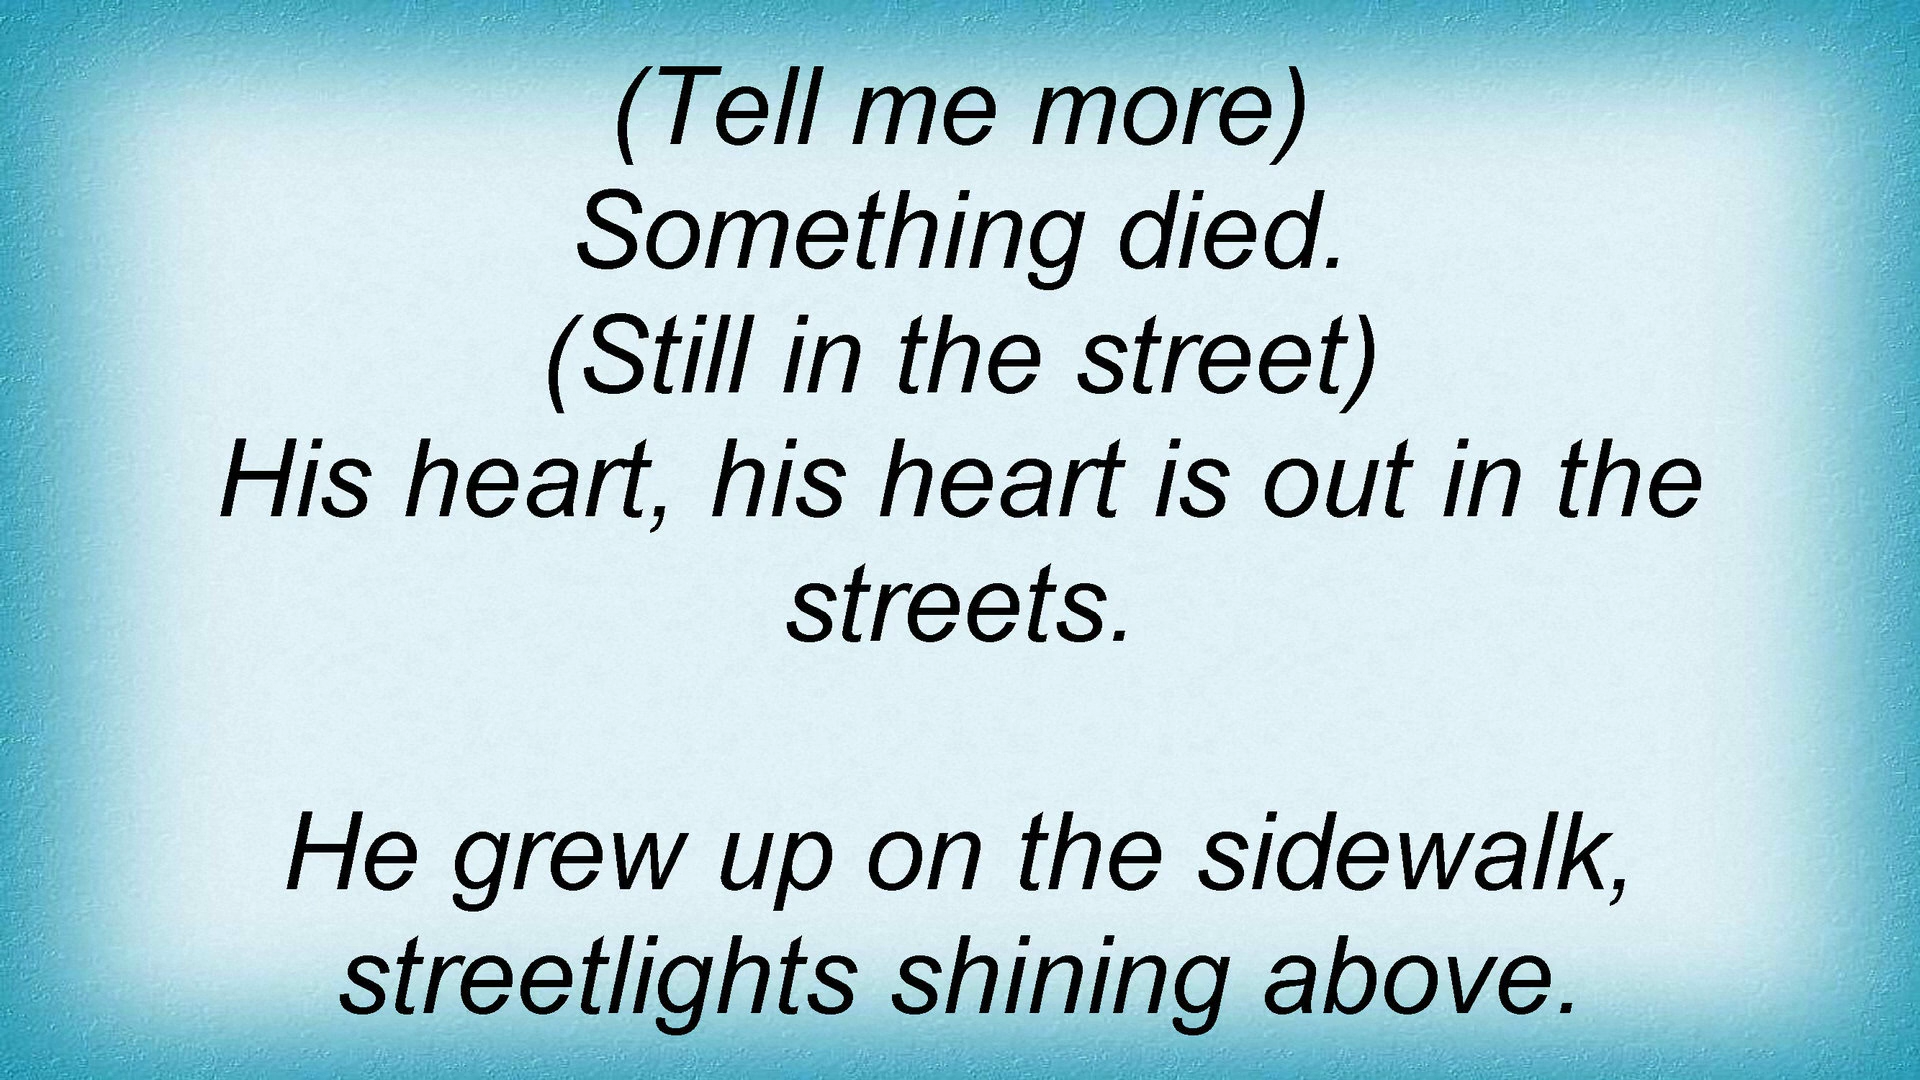 (Tell me more)
Something died.
(Still in the street)
His heart, his heart is out in the
streets.
He grew up on the sidewalk,
streetlights shining above.